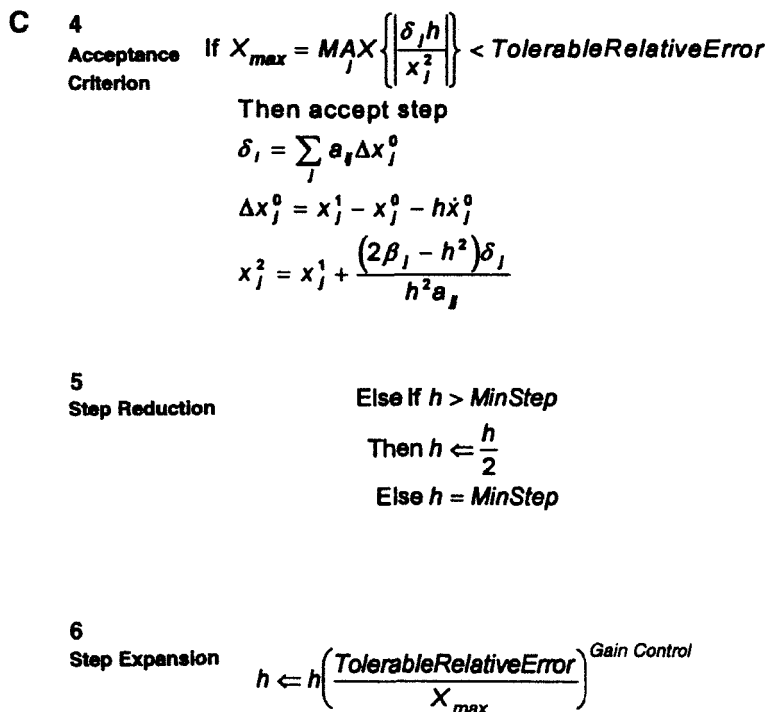 C
4
Acceptance Criterion
If X_max = MAX_j {|δ_j h / x_j^2|} < TolerableRelativeError
Then accept step
δ_i = ∑_j a_ij Δx_j^0
Δx_j^0 = x_j^1 − x_j^0 − hẋ_j^0
x_j^2 = x_j^1 + (2β_j − h^2)δ_j / h^2 a_jj
5
Step Reduction
Else If h > MinStep
Then h ⇐ h/2
Else h = MinStep
6
Step Expansion
h ⇐ h(TolerableRelativeError / X_max)^Gain Control